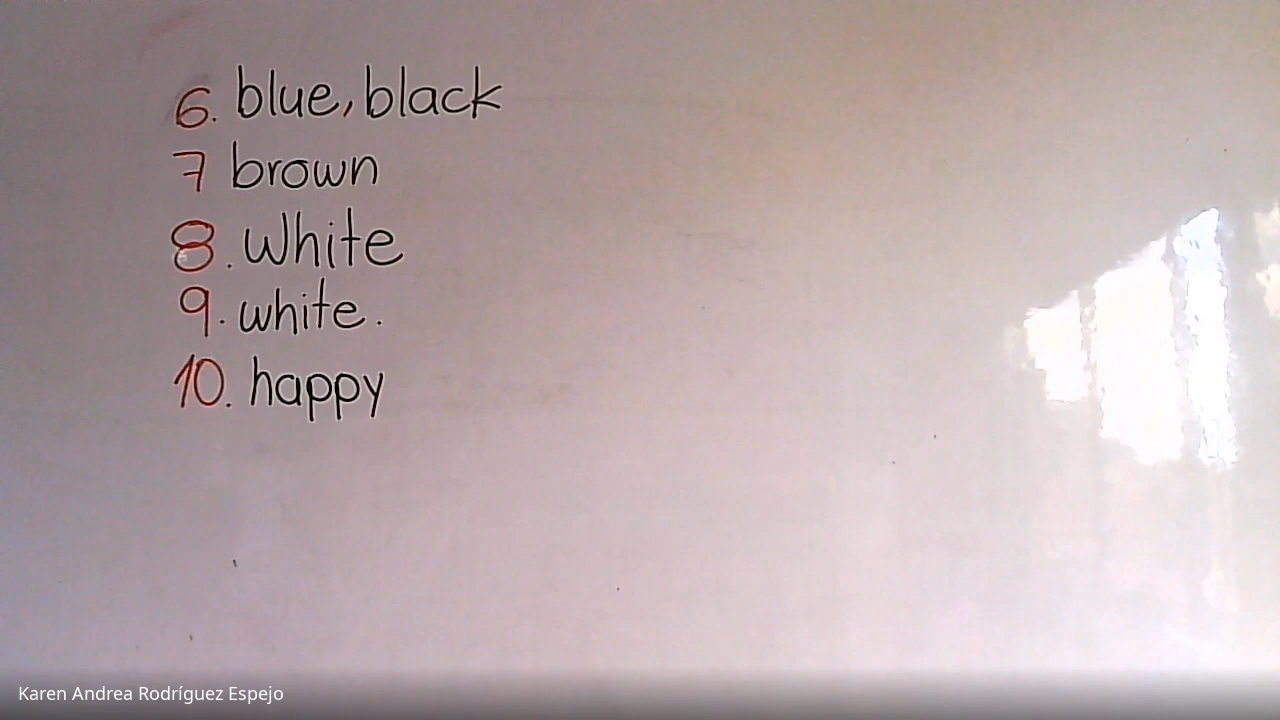 6. blue, black
7 brown
8. White
9. white.
10. happy
Karen Andrea Rodríguez Espejo